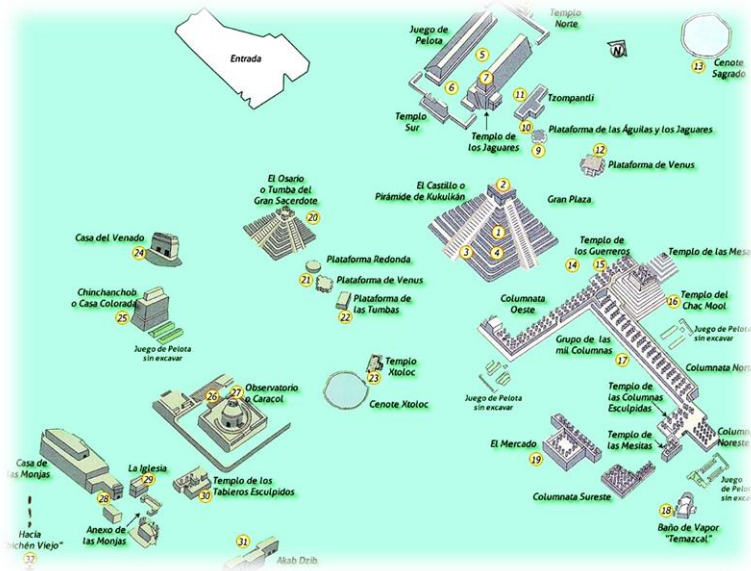 Templo
Norte
Juego de
Pelota
Entrada
5
N
7
13
Cenote
Sagrado
6
11
Tzompantli
Templo
Sur
Templo de
los Jaguares
10
Plataforma de las Águilas y los Jaguares
9
12
Plataforma de Venus
El Osario
o Tumba del
Gran Sacerdote
20
El Castillo o
Pirámide de Kukulkán
2
Gran Plaza
1
3
4
Casa del Venado
24
Templo de
los Guerreros
14
15
Templo de las Mesa
Plataforma Redonda
21
Plataforma de Venus
Plataforma de
las Tumbas
22
Chinchanchob
o Casa Colorada
25
Juego de Pelota
sin excavar
Columnata
Oeste
16
Templo del
Chac Mool
Juego de Pelota
sin excavar
Grupo de las
mil Columnas
17
Columnata Nor
Templo
Xtoloc
23
Cenote Xtoloc
Juego de Pelota
sin excavar
26
27
Observatorio
o Caracol
Templo de
las Columnas
Esculpidas
Templo de
las Mesitas
Column
Noreste
El Mercado
19
Casa de
las Monjas
La Iglesia
29
28
Templo de los
Tableros Esculpidos
30
Anexo de
las Monjas
Columnata Sureste
Juego
de Pelo
sin exca
18
Baño de Vapor
"Temazcal"
Hacia
hichén Viejo"
32
31
Akab Dzib